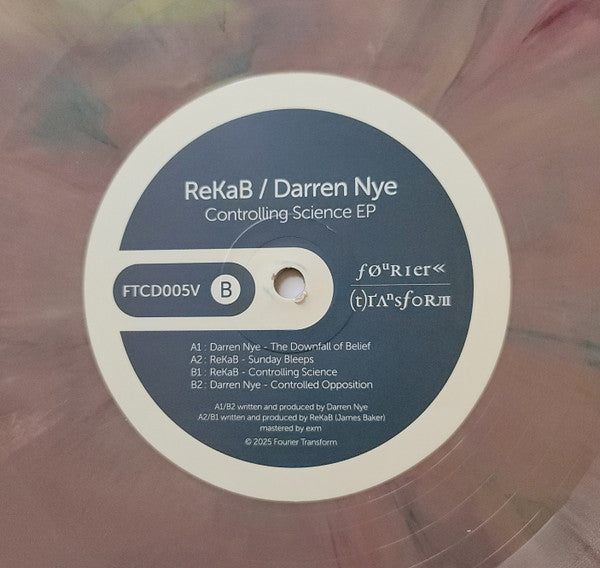 ReKaB / Darren Nye
Controlling Science EP
FTCD005V B
føuRIer«
(t)rΛnsfoRm
A1 : Darren Nye - The Downfall of Belief
A2 : ReKaB - Sunday Bleeps
B1 : ReKaB - Controlling Science
B2 : Darren Nye - Controlled Opposition
A1/B2 written and produced by Darren Nye
A2/B1 written and produced by ReKaB (James Baker)
mastered by exm
© 2025 Fourier Transform